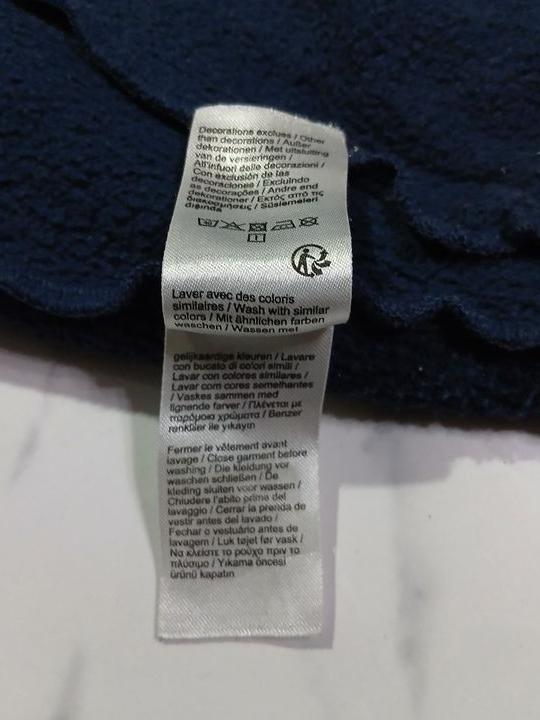 Decorations exclues / Other
than decorations / Außer
dekorationen / Met uitsluiting
van de versieringen /
All'infuori delle decorazioni /
Con exclusión de las
decoraciones / Excluindo
as decorações / Andre end
dekorationer / Εκτός από τις
διακοσμήσεις / Süslemeleri
dışında
Laver avec des coloris
similaires / Wash with similar
colors / Mit ähnlichen farben
waschen / Wassen met
gelijkaardige kleuren / Lavare
con bucato di colori simili /
Lavar con colores similares /
Lavar com cores semelhantes
/ Vaskes sammen med
lignende farver / Πλένεται με
παρόμοια χρώματα / Benzer
renkliler ile yıkayın
Fermer le vêtement avant
lavage / Close garment before
washing / Die kleidung vor
waschen schließen / De
kleding sluiten voor wassen /
Chiudere l'abito prima del
lavaggio / Cerrar la prenda de
vestir antes del lavado /
Fechar o vestuário antes de
lavagem / Luk tøjet før vask /
Να κλείστε το ρούχο πριν το
πλύσιμο / Yıkama öncesi
ürünü kapatın